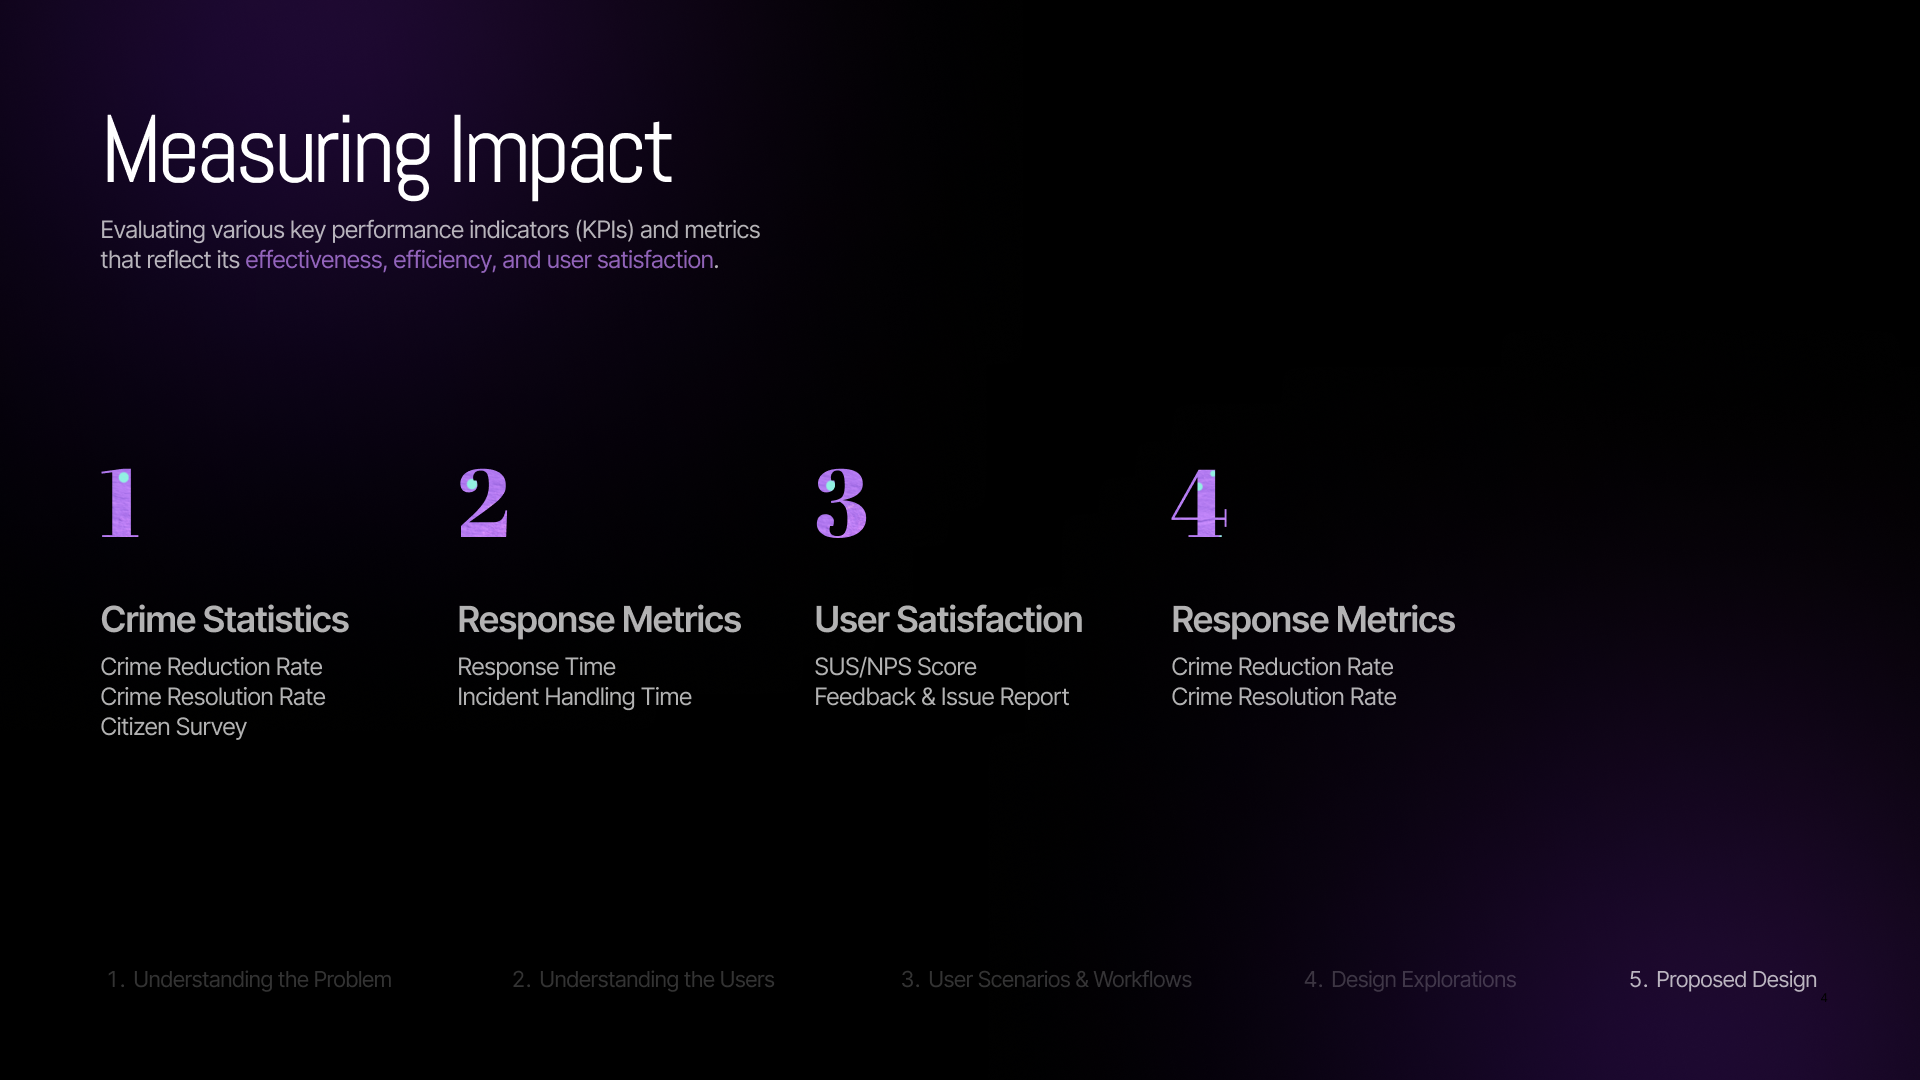 Measuring Impact
Evaluating various key performance indicators (KPIs) and metrics
that reflect its effectiveness, efficiency, and user satisfaction.
1
Crime Statistics
Crime Reduction Rate
Crime Resolution Rate
Citizen Survey
2
Response Metrics
Response Time
Incident Handling Time
3
User Satisfaction
SUS/NPS Score
Feedback & Issue Report
4
Response Metrics
Crime Reduction Rate
Crime Resolution Rate
1. Understanding the Problem
2. Understanding the Users
3. User Scenarios & Workflows
4. Design Explorations
5. Proposed Design
4